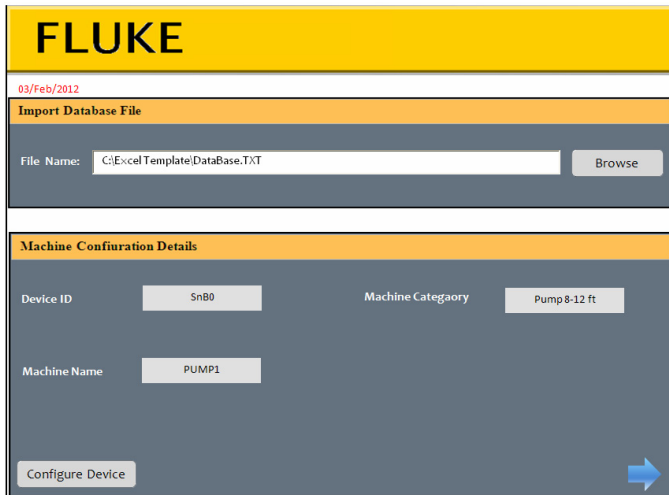 FLUKE
03/Feb/2012
Import Database File
File Name: C:\Excel Template\DataBase.TXT Browse
Machine Confiuration Details
Device ID SnB0 Machine Categaory Pump 8-12 ft
Machine Name PUMP1
Configure Device